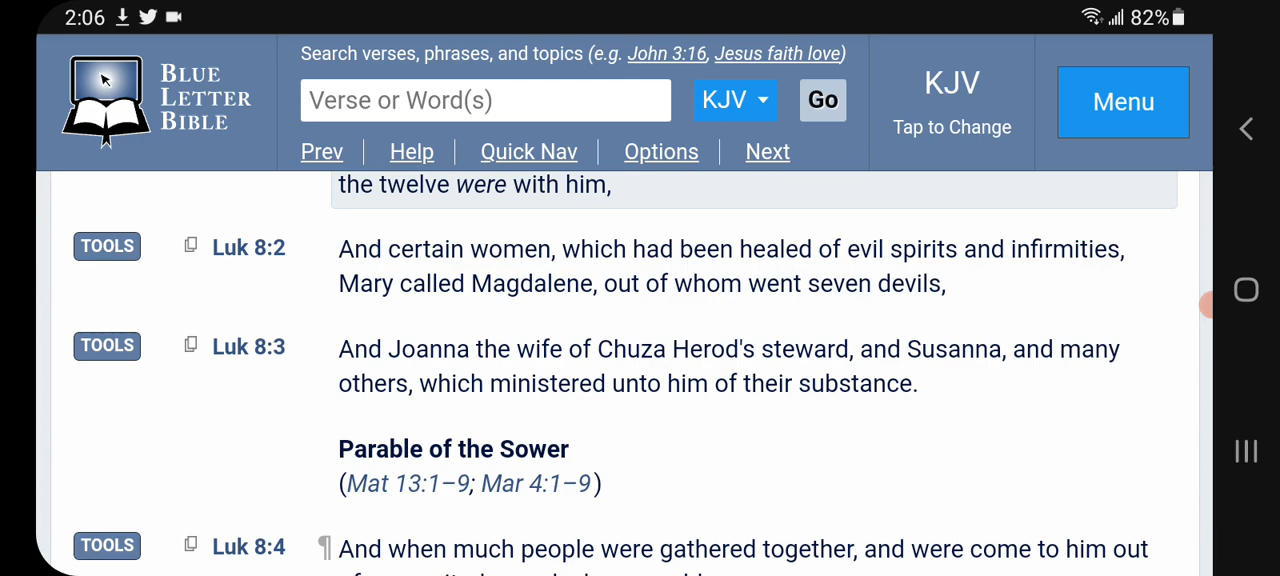 2:06
82%
BLUE
LETTER
BIBLE
Search verses, phrases, and topics (e.g. John 3:16, Jesus faith love)
Verse or Word(s)
KJV
Go
Prev
Help
Quick Nav
Options
Next
KJV
Tap to Change
Menu
the twelve were with him,
TOOLS
Luk 8:2
And certain women, which had been healed of evil spirits and infirmities,
Mary called Magdalene, out of whom went seven devils,
TOOLS
Luk 8:3
And Joanna the wife of Chuza Herod's steward, and Susanna, and many
others, which ministered unto him of their substance.
Parable of the Sower
(Mat 13:1–9; Mar 4:1–9)
TOOLS
Luk 8:4
¶ And when much people were gathered together, and were come to him out